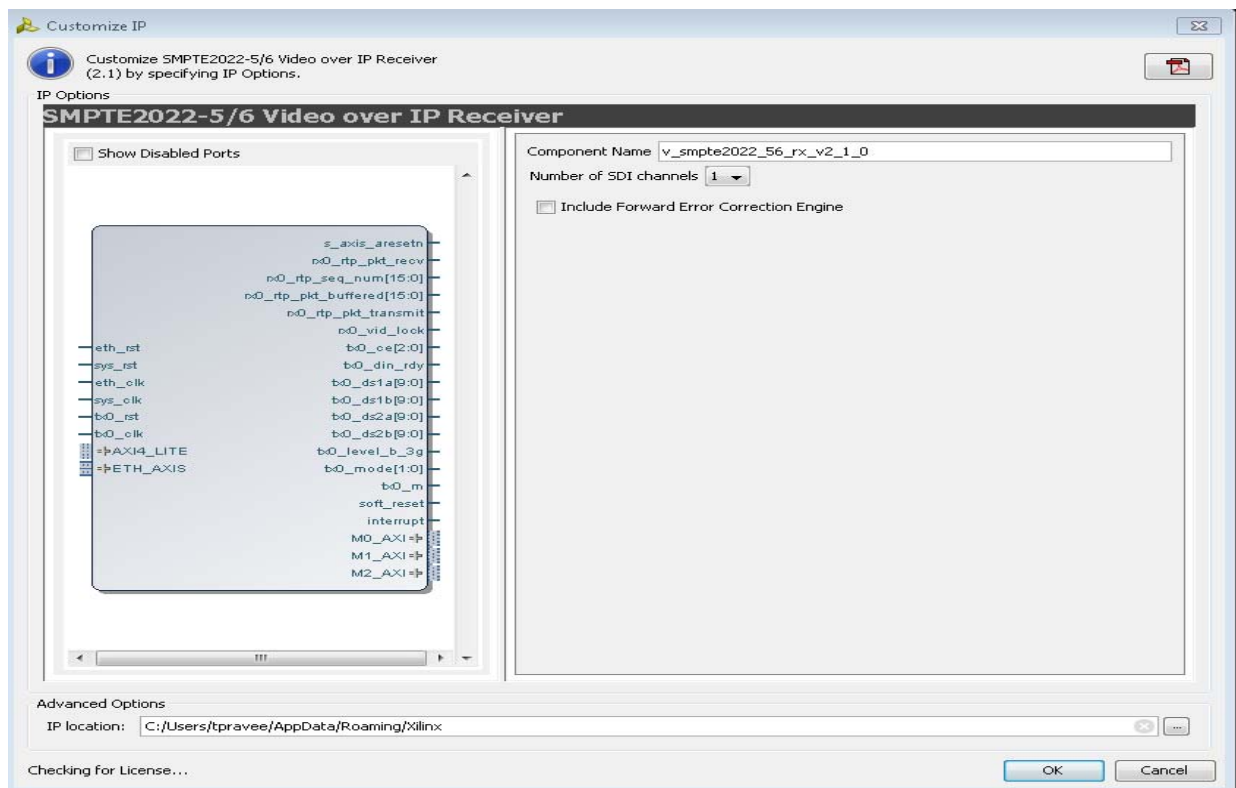 Customize IP
Customize SMPTE2022-5/6 Video over IP Receiver
(2.1) by specifying IP Options.
IP Options
SMPTE2022-5/6 Video over IP Receiver
Show Disabled Ports
s_axis_aresetn
rx0_rtp_pkt_recv
rx0_rtp_seq_num[15:0]
rx0_rtp_pkt_buffered[15:0]
rx0_rtp_pkt_transmit
rx0_vid_lock
eth_rst
tx0_ce[2:0]
sys_rst
tx0_din_rdy
eth_clk
tx0_ds1a[9:0]
sys_clk
tx0_ds1b[9:0]
tx0_rst
tx0_ds2a[9:0]
tx0_clk
tx0_ds2b[9:0]
AXI4_LITE
tx0_level_b_3g
ETH_AXIS
tx0_mode[1:0]
tx0_m
soft_reset
interrupt
M0_AXI
M1_AXI
M2_AXI
Component Name v_smpte2022_56_rx_v2_1_0
Number of SDI channels 1
Include Forward Error Correction Engine
Advanced Options
IP location: C:/Users/tpravee/AppData/Roaming/Xilinx ...
Checking for License...
OK Cancel